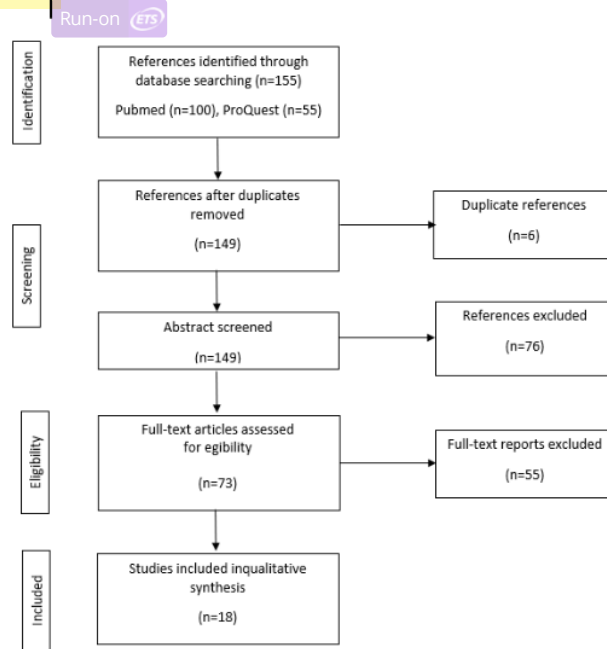 Run-on ETS
Identification
References identified through
database searching (n=155)
Pubmed (n=100), ProQuest (n=55)
Screening
References after duplicates
removed
(n=149)
Duplicate references
(n=6)
Abstract screened
(n=149)
References excluded
(n=76)
Eligibility
Full-text articles assessed
for egibility
(n=73)
Full-text reports excluded
(n=55)
Included
Studies included inqualitative
synthesis
(n=18)